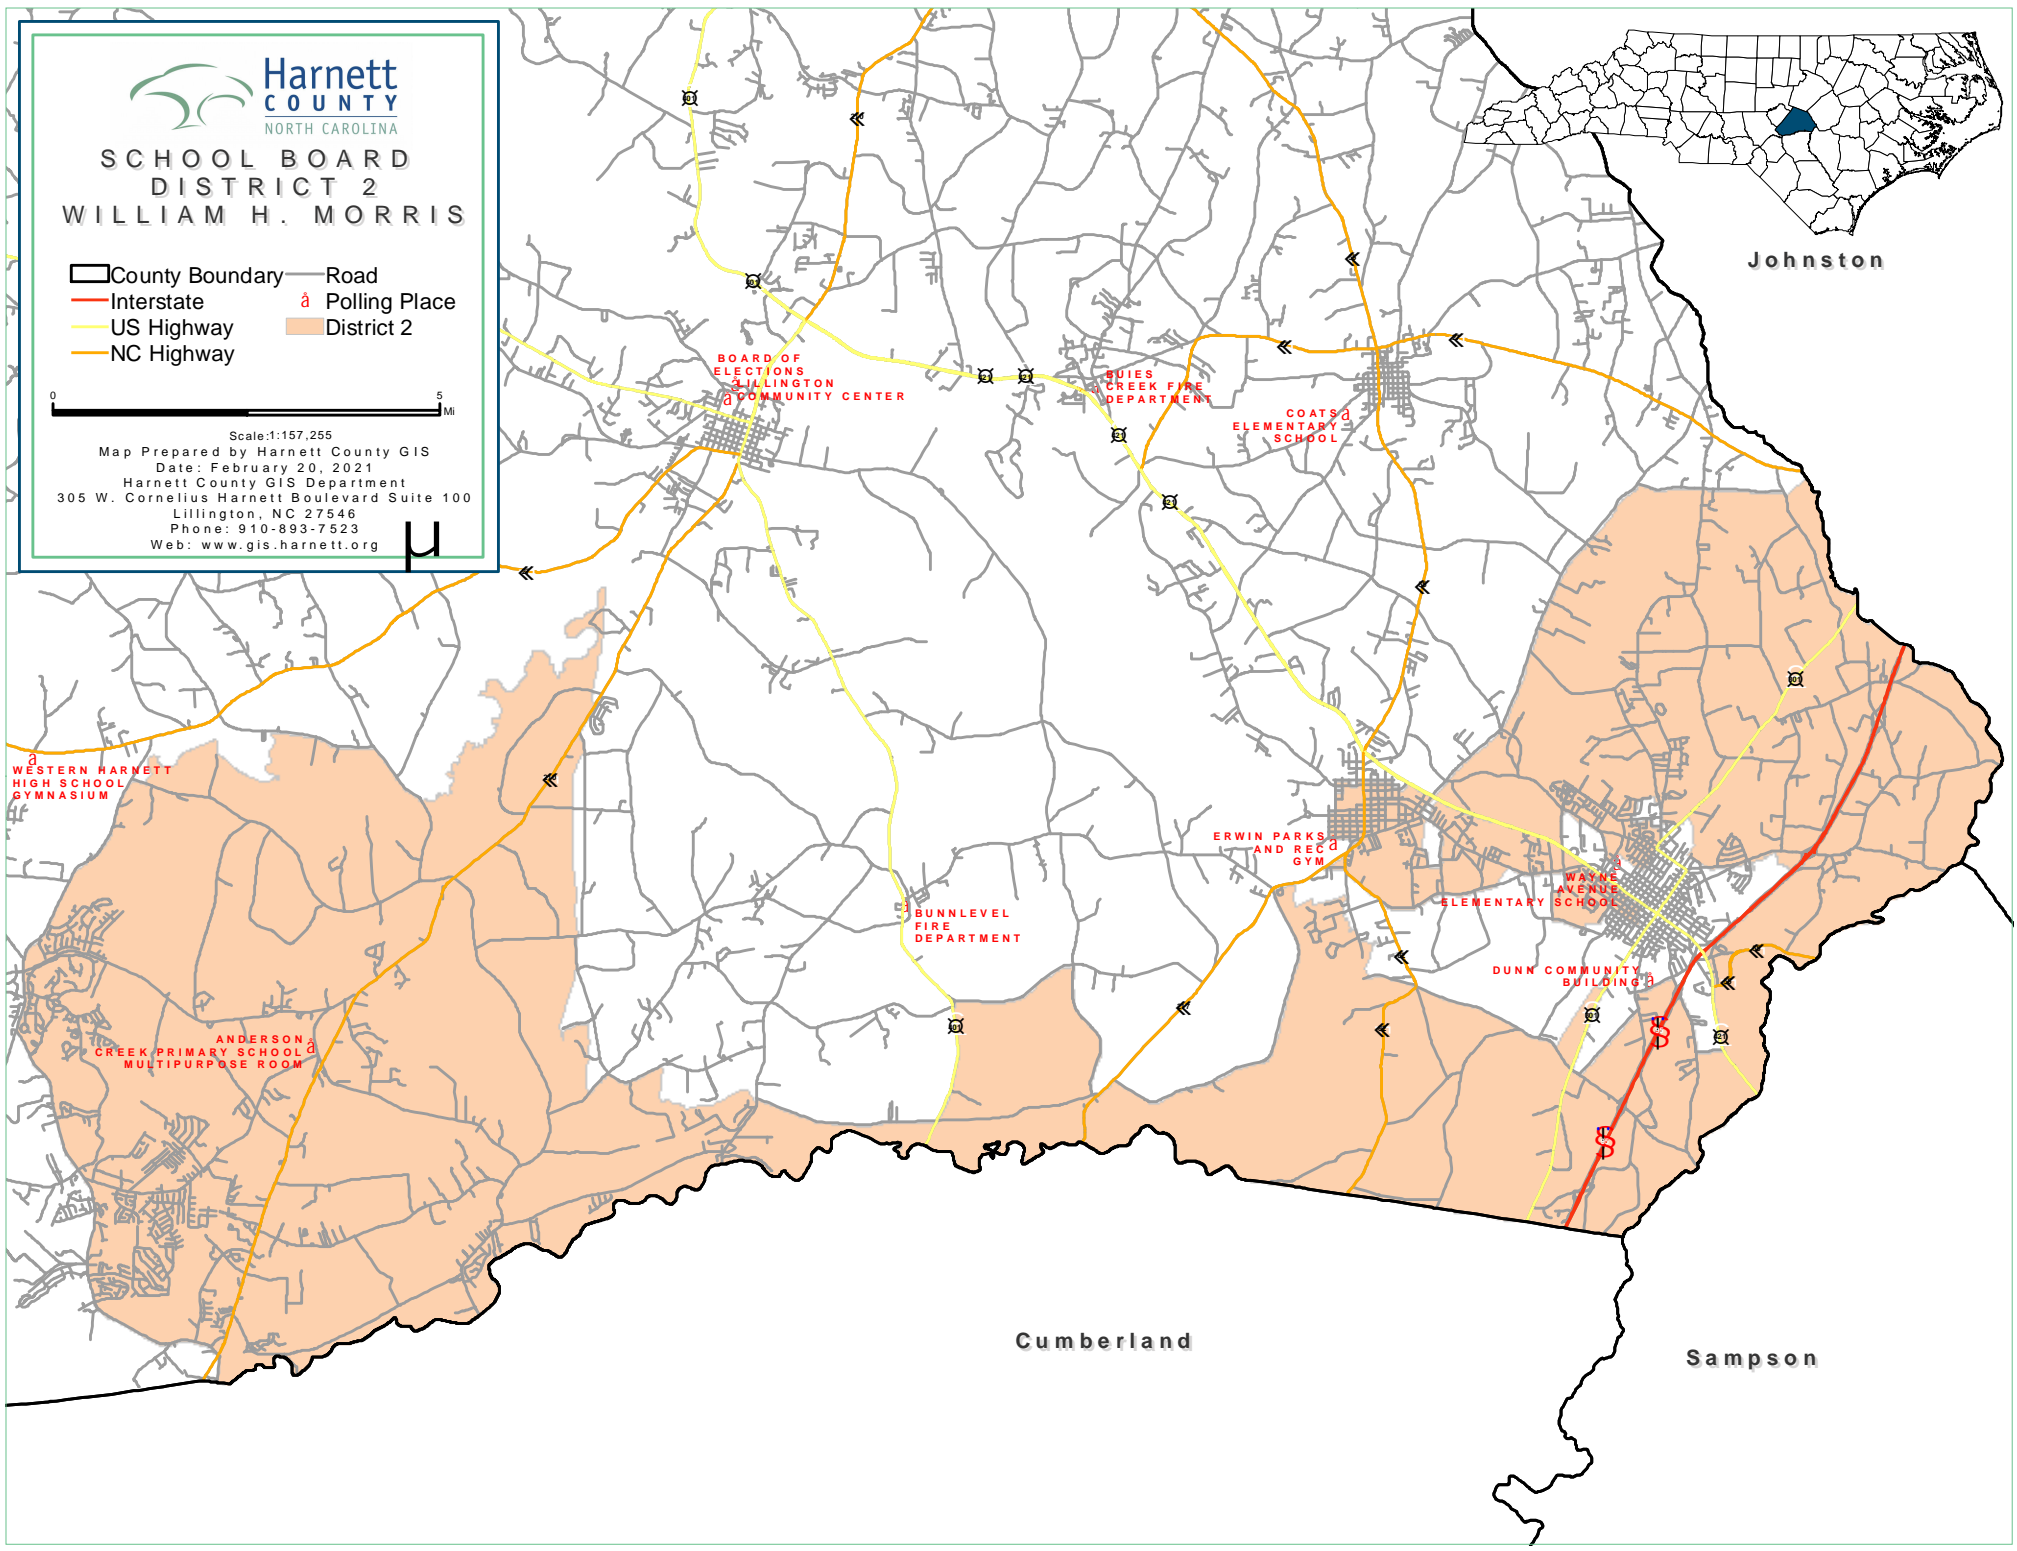 Harnett
COUNTY
NORTH CAROLINA
SCHOOL BOARD
DISTRICT 2
WILLIAM H. MORRIS
County Boundary
Interstate
US Highway
NC Highway
Road
å Polling Place
District 2
0 5
Mi
Scale:1:157,255
Map Prepared by Harnett County GIS
Date: February 20, 2021
Harnett County GIS Department
305 W. Cornelius Harnett Boulevard Suite 100
Lillington, NC 27546
Phone: 910-893-7523
Web: www.gis.harnett.org
µ
Johnston
BOARD OF
ELECTIONS
LILLINGTON
COMMUNITY CENTER
BUIES
CREEK FIRE
DEPARTMENT
COATS
ELEMENTARY
SCHOOL
WESTERN HARNETT
HIGH SCHOOL
GYMNASIUM
ERWIN PARKS
AND REC
GYM
WAYNE
AVENUE
ELEMENTARY SCHOOL
BUNNLEVEL
FIRE
DEPARTMENT
DUNN COMMUNITY
BUILDING
ANDERSON
CREEK PRIMARY SCHOOL
MULTIPURPOSE ROOM
Cumberland
Sampson